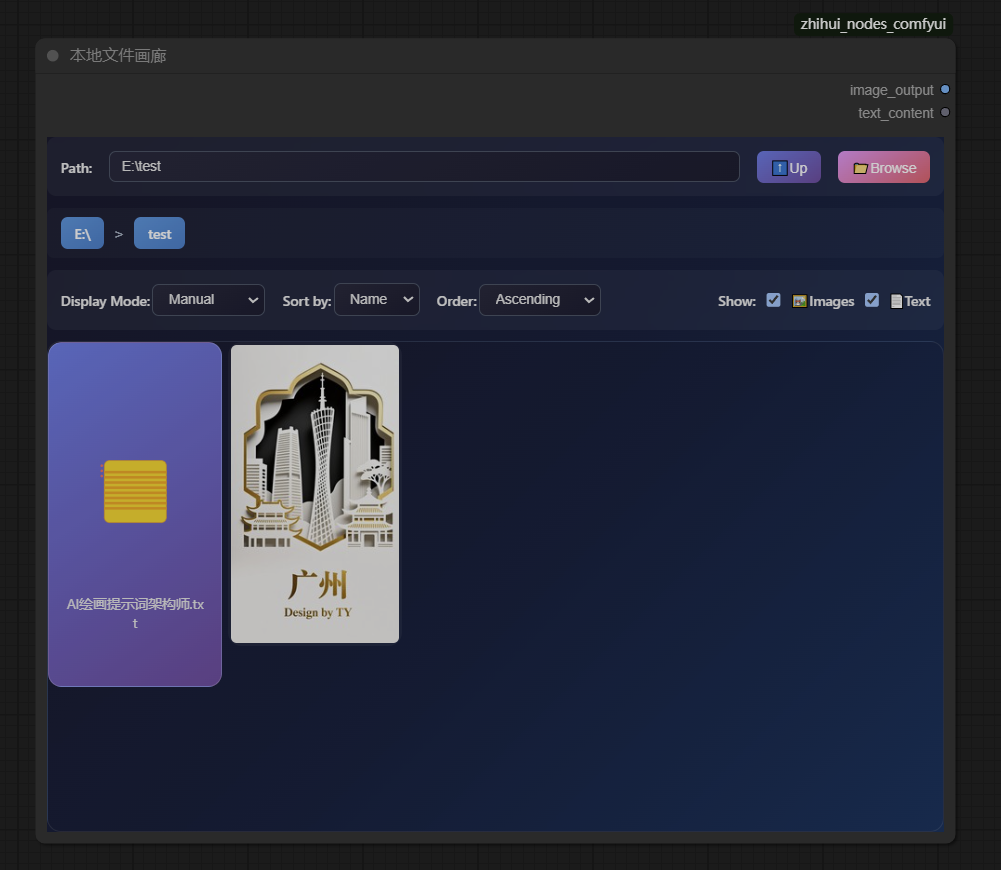 zhihui_nodes_comfyui
本地文件画廊
image_output
text_content
Path: E:\test Up Browse
E:\ > test
Display Mode: Manual Sort by: Name Order: Ascending Show: Images Text
AI绘画提示词架构师.tx
t
广州
Design by TY